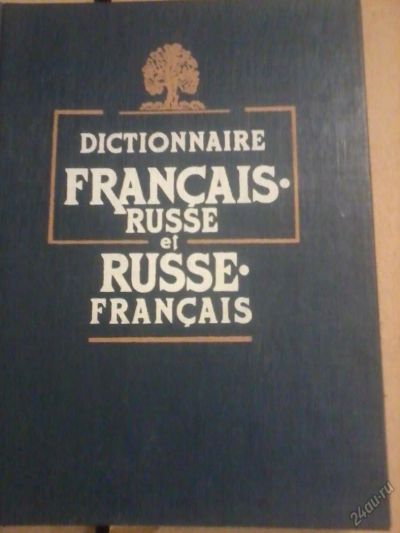 DICTIONNAIRE
FRANÇAIS·
RUSSE
et
RUSSE·
FRANÇAIS
24au.ru